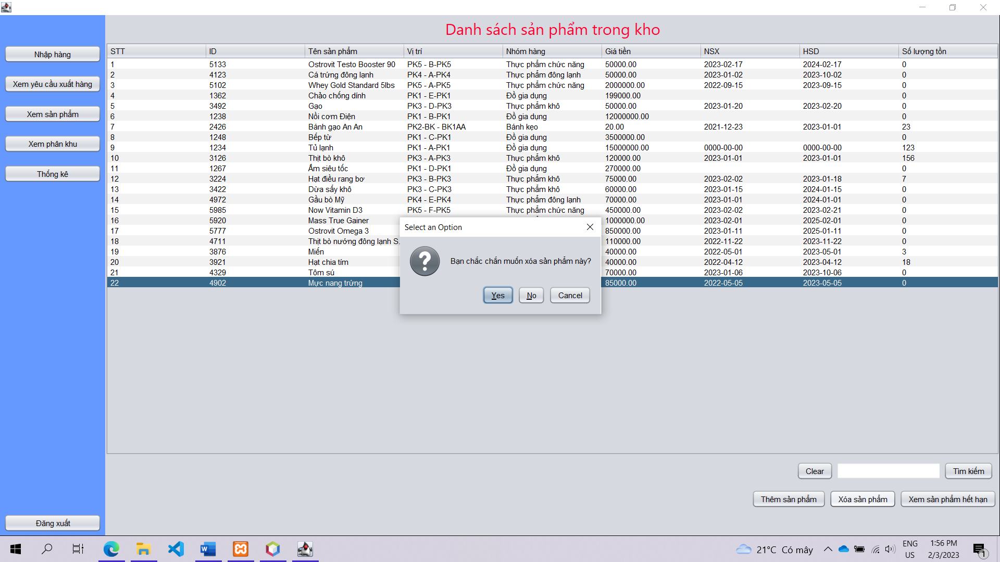 Danh sách sản phẩm trong kho
Nhập hàng
Xem yêu cầu xuất hàng
Xem sản phẩm
Xem phân khu
Thống kê
Đăng xuất
STT ID Tên sản phẩm Vị trí Nhóm hàng Giá tiền NSX HSD Số lượng tồn
1 5133 Ostrovit Testo Booster 90 PK5 - B-PK5 Thực phẩm chức năng 50000.00 2023-02-17 2024-02-17 0
2 4123 Cá trứng đông lạnh PK4 - A-PK4 Thực phẩm đông lạnh 50000.00 2023-01-02 2023-10-02 0
3 5102 Whey Gold Standard 5lbs PK5 - A-PK5 Thực phẩm chức năng 2000000.00 2022-09-15 2023-09-15 0
4 1362 Chảo chống dính PK1 - E-PK1 Đồ gia dụng 199000.00 0
5 3492 Gạo PK3 - D-PK3 Thực phẩm khô 50000.00 2023-01-20 2023-02-20 0
6 1238 Nồi cơm Điện PK1 - B-PK1 Đồ gia dụng 12000000.00 0
7 2426 Bánh gạo An An PK2-BK - BK1AA Bánh kẹo 20.00 2021-12-23 2023-01-01 23
8 1248 Bếp từ PK1 - C-PK1 Đồ gia dụng 3500000.00 0
9 1234 Tủ lạnh PK1 - A-PK1 Đồ gia dụng 15000000.00 0000-00-00 0000-00-00 123
10 3126 Thịt bò khô PK3 - A-PK3 Thực phẩm khô 120000.00 2023-01-01 2023-01-01 156
11 1267 Ấm siêu tốc PK1 - D-PK1 Đồ gia dụng 270000.00 0
12 3224 Hạt điều rang bơ PK3 - B-PK3 Thực phẩm khô 75000.00 2023-02-02 2023-01-18 7
13 3422 Dừa sấy khô PK3 - C-PK3 Thực phẩm khô 60000.00 2023-01-15 2024-01-15 0
14 4972 Gầu bò Mỹ PK4 - E-PK4 Thực phẩm đông lạnh 70000.00 2023-01-01 2024-01-01 0
15 5985 Now Vitamin D3 PK5 - F-PK5 Thực phẩm chức năng 450000.00 2023-02-02 2023-02-21 0
16 5920 Mass True Gainer 1000000.00 2023-02-01 2025-02-01 0
17 5777 Ostrovit Omega 3 850000.00 2023-01-11 2025-01-11 0
18 4711 Thịt bò nướng đông lạnh S. 110000.00 2022-11-22 2023-11-22 0
19 3876 Miến 40000.00 2022-05-01 2023-05-01 3
20 3921 Hạt chia tím 40000.00 2022-04-12 2023-04-12 18
21 4329 Tôm sú 70000.00 2023-01-06 2023-10-06 0
22 4902 Mực nang trứng 85000.00 2022-05-05 2023-05-05 0
Select an Option
Bạn chắc chắn muốn xóa sản phẩm này?
Yes No Cancel
Clear Tìm kiếm
Thêm sản phẩm Xóa sản phẩm Xem sản phẩm hết hạn
21°C Có mây
ENG
US
1:56 PM
2/3/2023
1